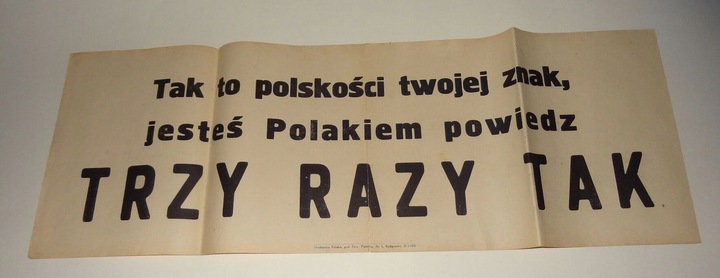 Tak to polskości twojej znak,
jesteś Polakiem powiedz
TRZY RAZY TAK